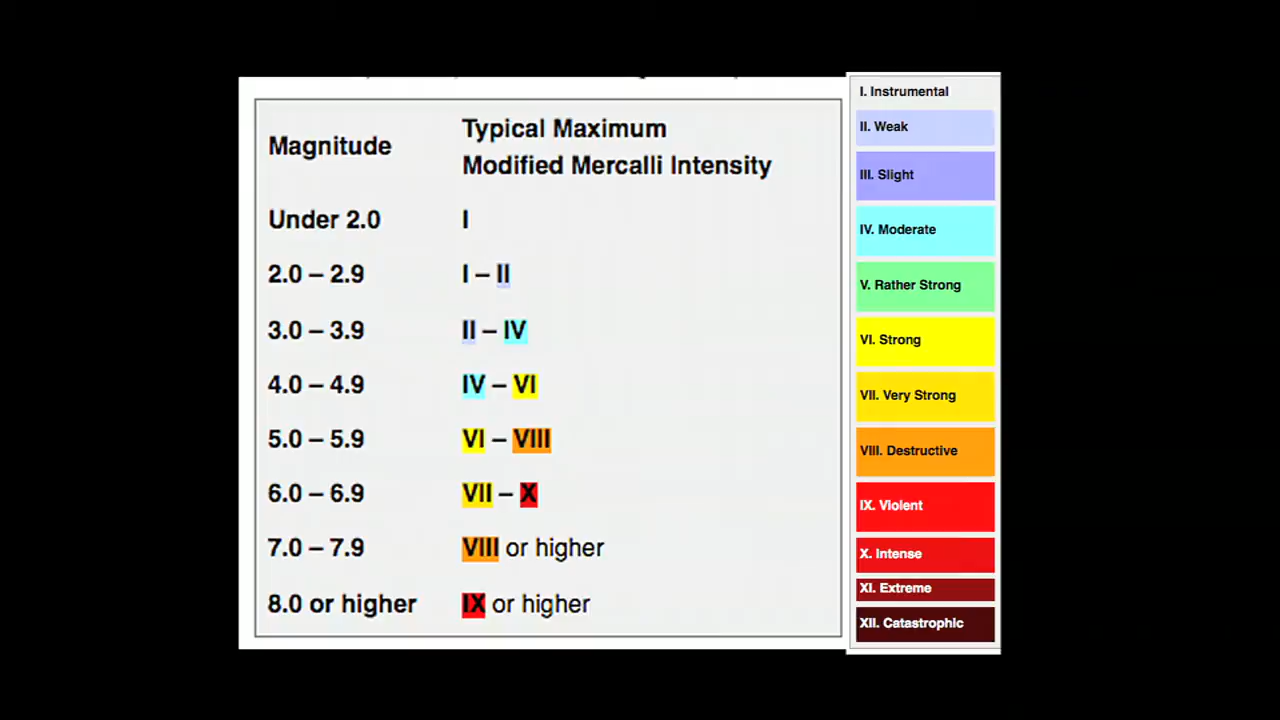 Magnitude
Typical Maximum
Modified Mercalli Intensity
Under 2.0 I
2.0 – 2.9 I – II
3.0 – 3.9 II – IV
4.0 – 4.9 IV – VI
5.0 – 5.9 VI – VIII
6.0 – 6.9 VII – X
7.0 – 7.9 VIII or higher
8.0 or higher IX or higher
I. Instrumental
II. Weak
III. Slight
IV. Moderate
V. Rather Strong
VI. Strong
VII. Very Strong
VIII. Destructive
IX. Violent
X. Intense
XI. Extreme
XII. Catastrophic